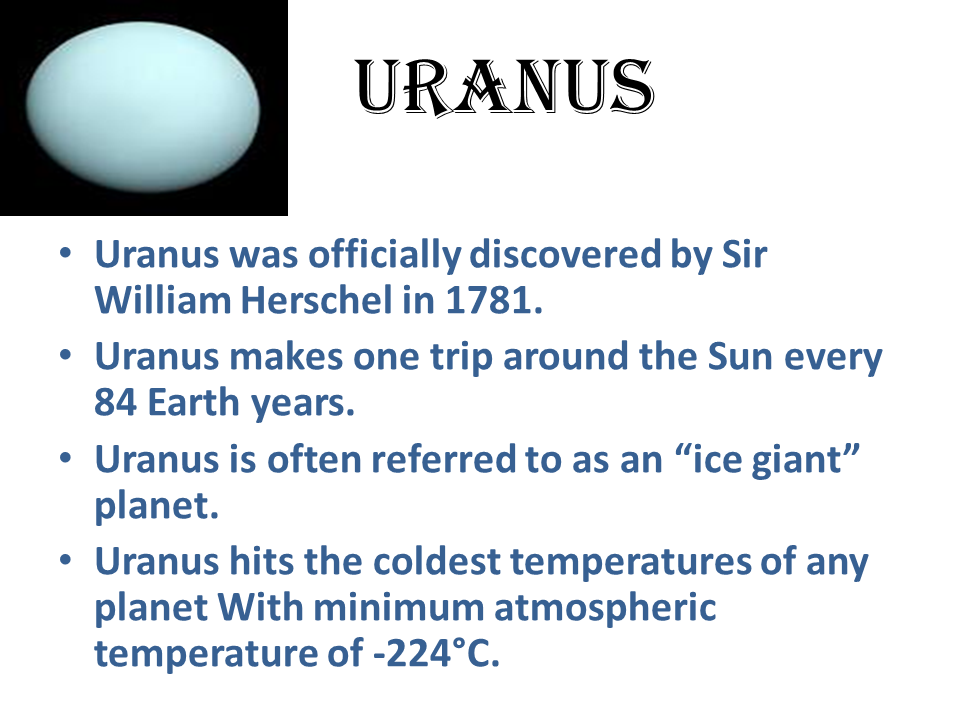 URANUS
• Uranus was officially discovered by Sir
William Herschel in 1781.
• Uranus makes one trip around the Sun every
84 Earth years.
• Uranus is often referred to as an “ice giant”
planet.
• Uranus hits the coldest temperatures of any
planet With minimum atmospheric
temperature of -224°C.